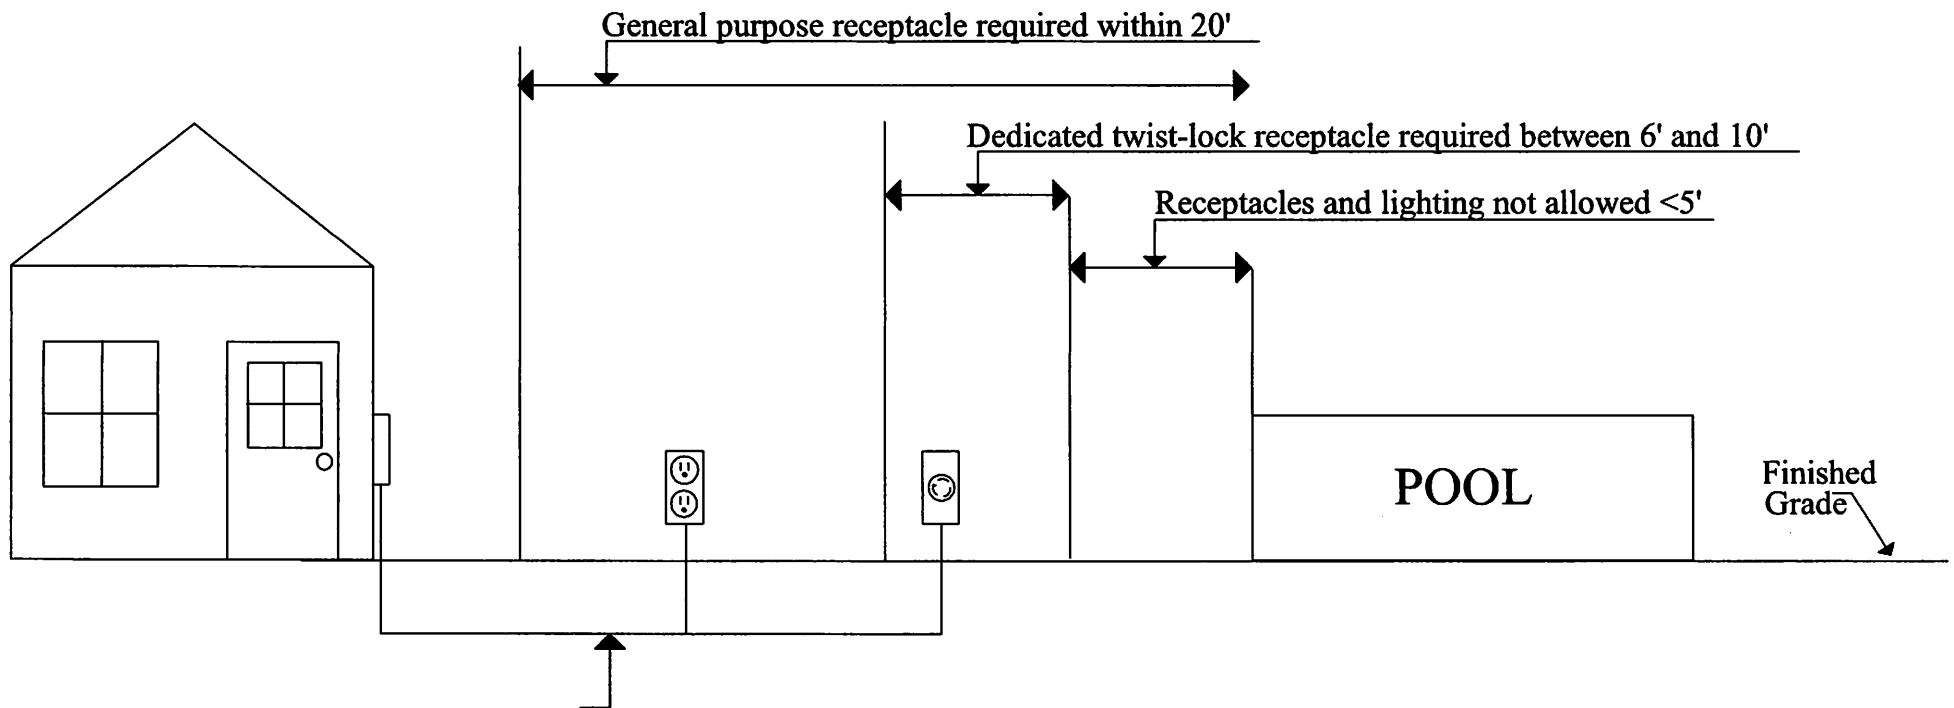 General purpose receptacle required within 20'
Dedicated twist-lock receptacle required between 6' and 10'
Receptacles and lighting not allowed <5'
POOL
Finished
Grade